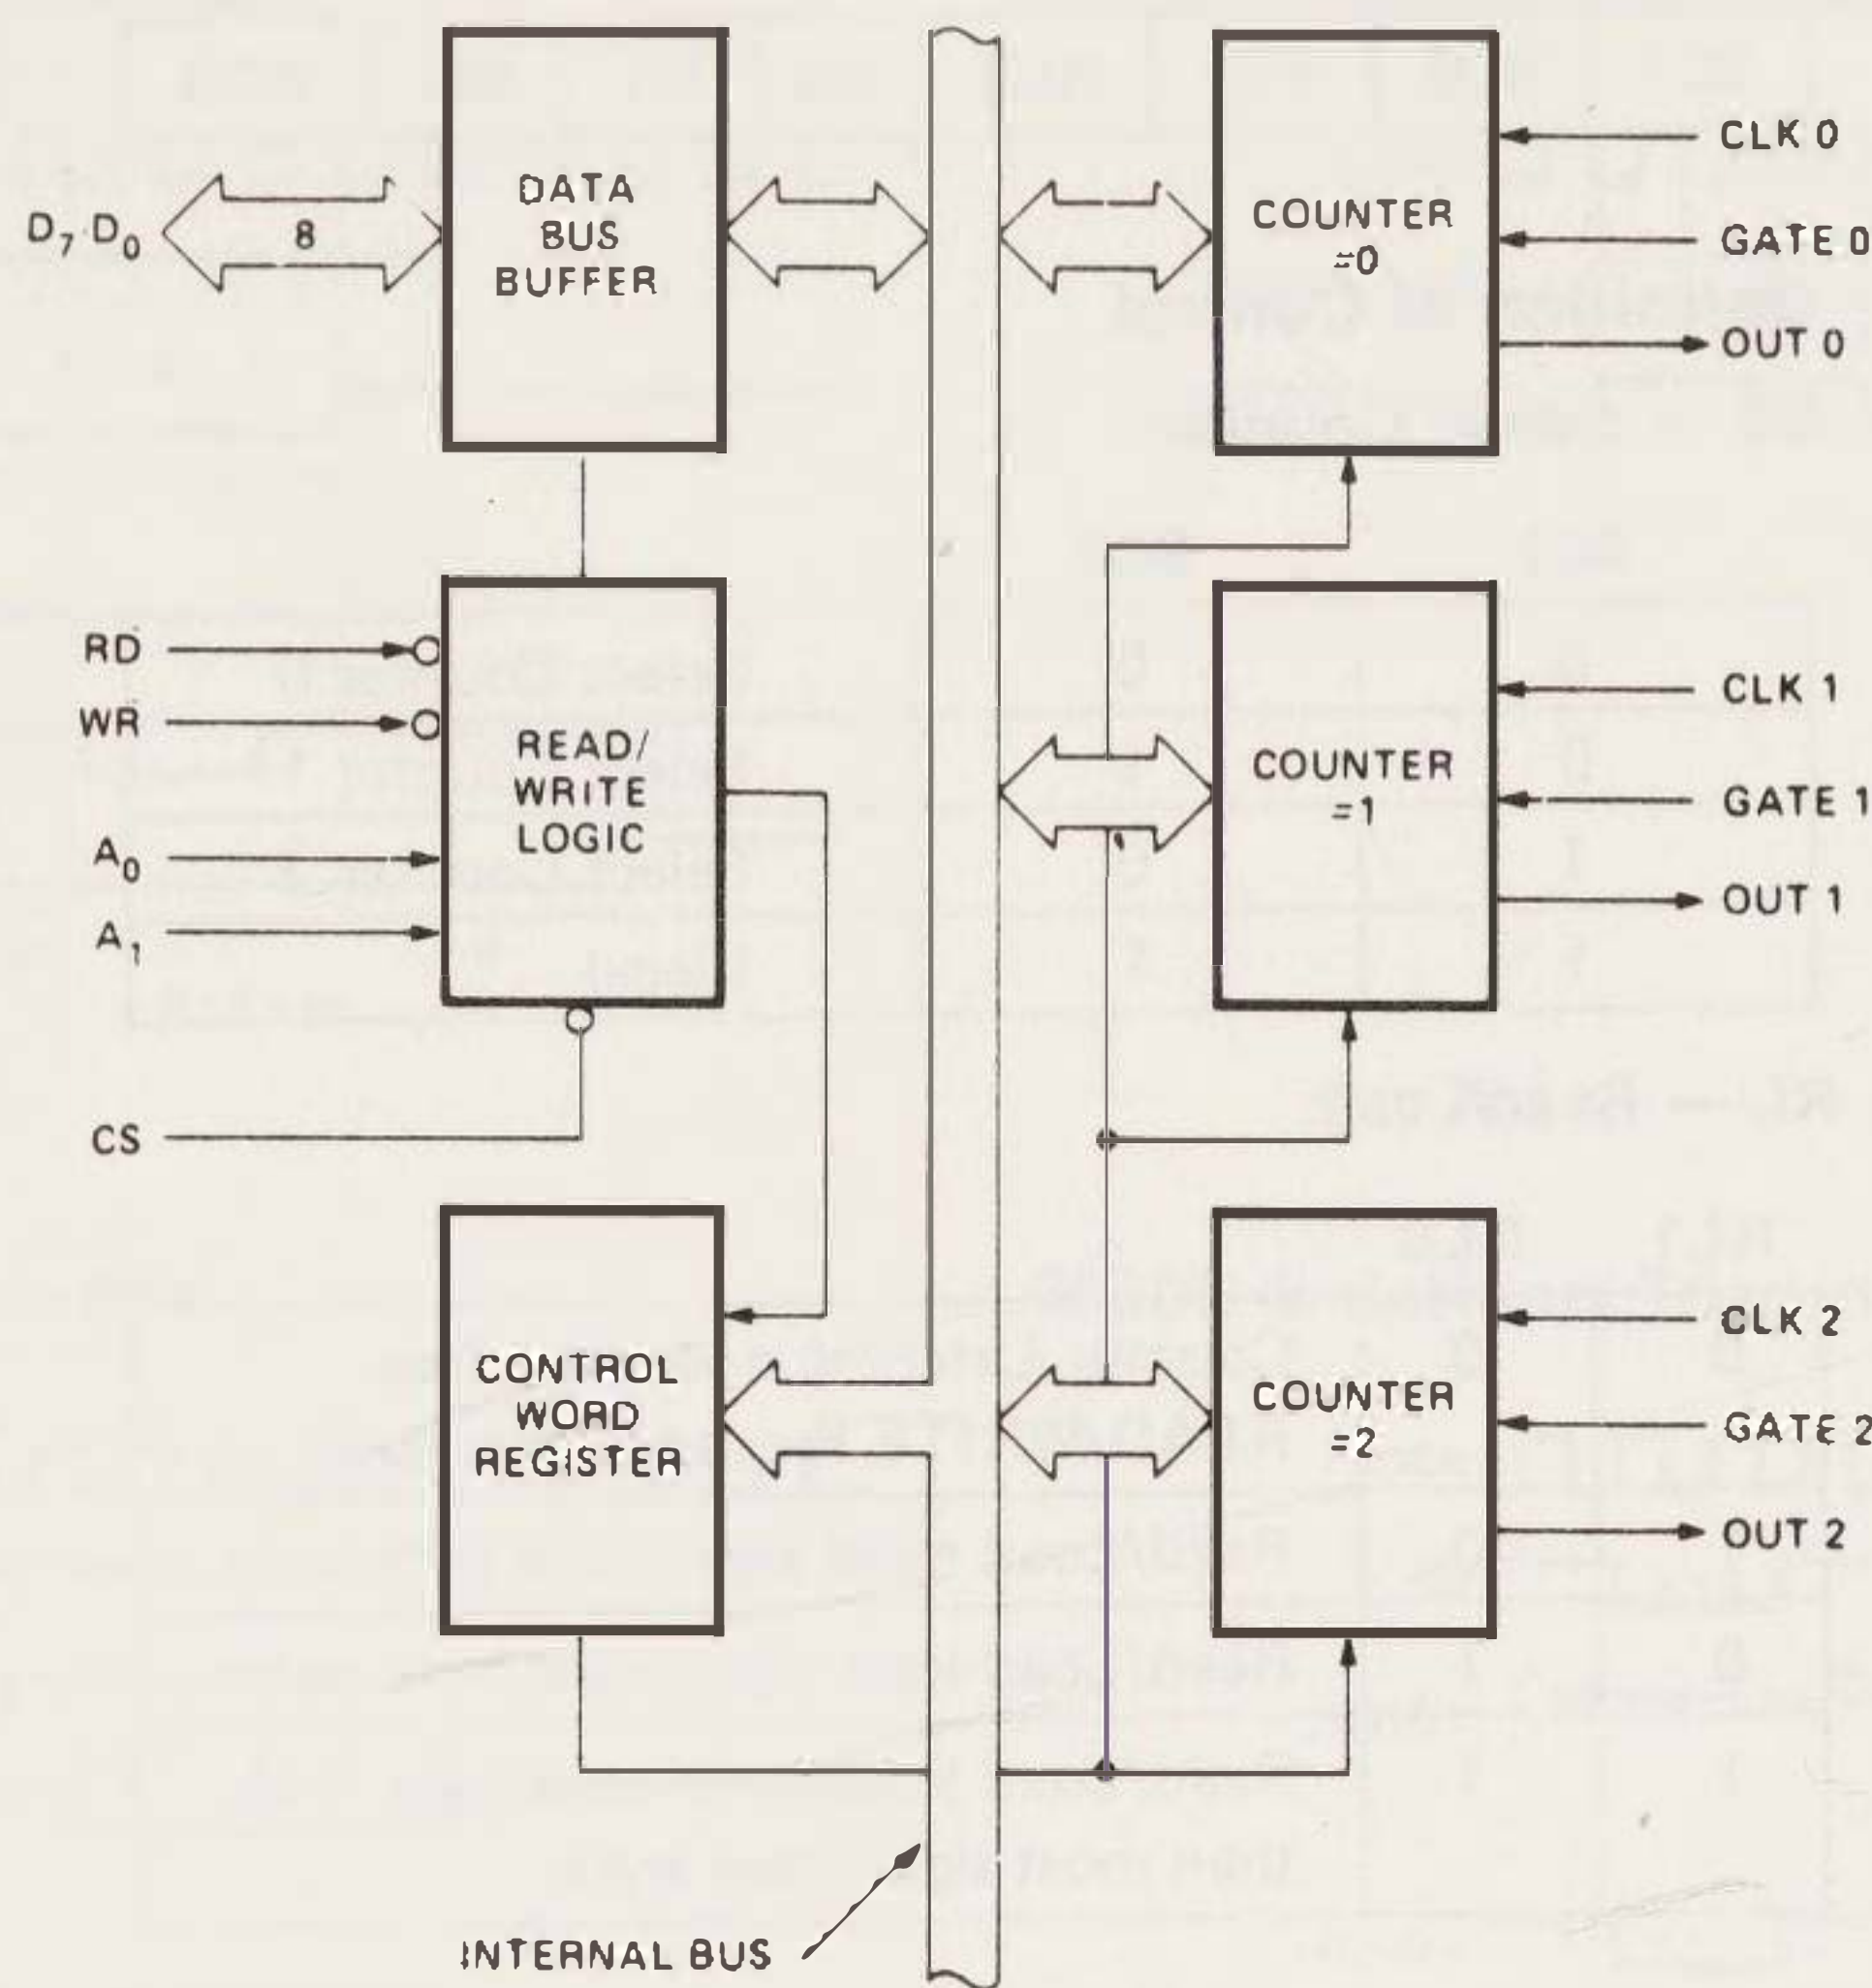 D7-D0
8
DATA
BUS
BUFFER
COUNTER
=0
CLK 0
GATE 0
OUT 0
RD
WR
A0
A1
CS
READ/
WRITE
LOGIC
COUNTER
=1
CLK 1
GATE 1
OUT 1
CONTROL
WORD
REGISTER
COUNTER
=2
CLK 2
GATE 2
OUT 2
INTERNAL BUS